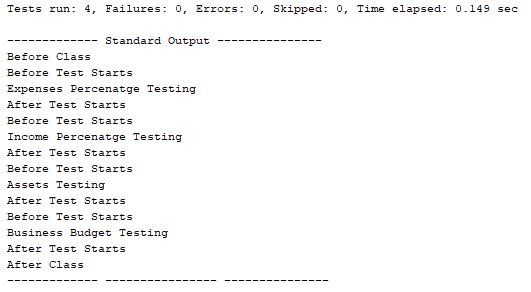 Tests run: 4, Failures: 0, Errors: 0, Skipped: 0, Time elapsed: 0.149 sec
------------- Standard Output ---------------
Before Class
Before Test Starts
Expenses Percenatge Testing
After Test Starts
Before Test Starts
Income Percenatge Testing
After Test Starts
Before Test Starts
Assets Testing
After Test Starts
Before Test Starts
Business Budget Testing
After Test Starts
After Class
------------- ---------------- ---------------